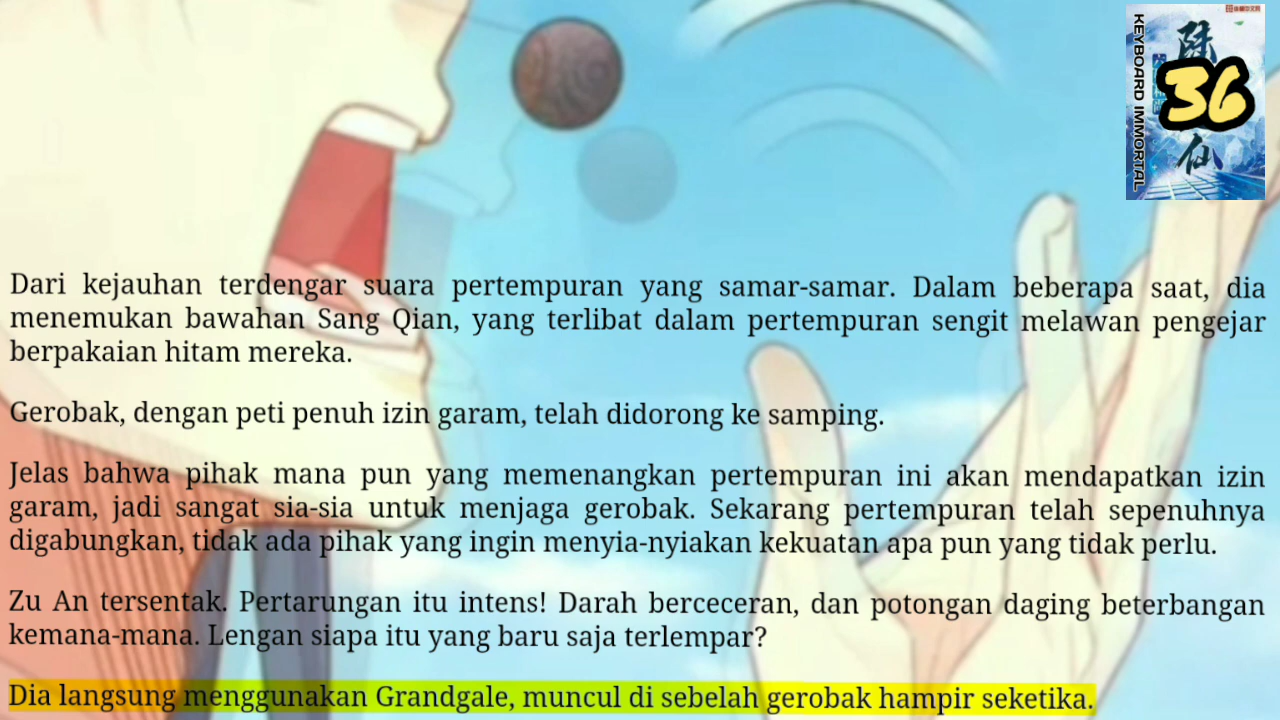 KEYBOARD IMMORTAL
36
仙
Dari kejauhan terdengar suara pertempuran yang samar-samar. Dalam beberapa saat, dia
menemukan bawahan Sang Qian, yang terlibat dalam pertempuran sengit melawan pengejar
berpakaian hitam mereka.
Gerobak, dengan peti penuh izin garam, telah didorong ke samping.
Jelas bahwa pihak mana pun yang memenangkan pertempuran ini akan mendapatkan izin
garam, jadi sangat sia-sia untuk menjaga gerobak. Sekarang pertempuran telah sepenuhnya
digabungkan, tidak ada pihak yang ingin menyia-nyiakan kekuatan apa pun yang tidak perlu.
Zu An tersentak. Pertarungan itu intens! Darah berceceran, dan potongan daging beterbangan
kemana-mana. Lengan siapa itu yang baru saja terlempar?
Dia langsung menggunakan Grandgale, muncul di sebelah gerobak hampir seketika.